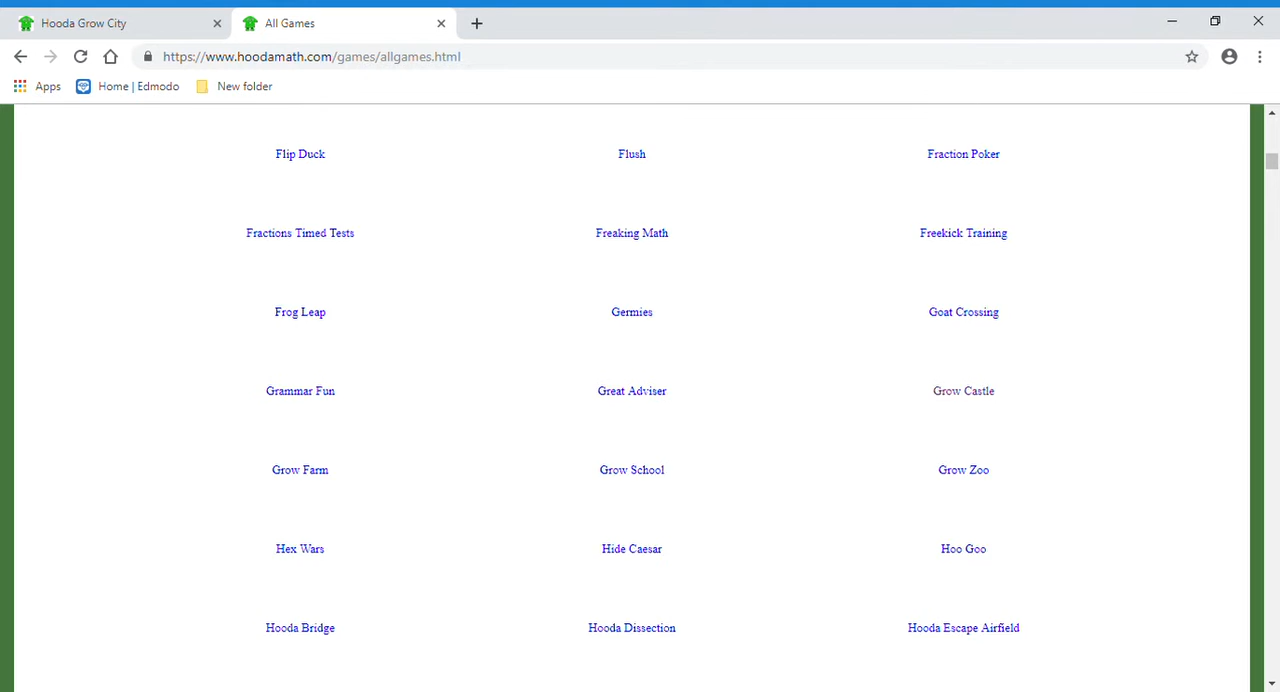 Hooda Grow City
All Games
https://www.hoodamath.com/games/allgames.html
Apps Home | Edmodo New folder
Flip Duck Flush Fraction Poker
Fractions Timed Tests Freaking Math Freekick Training
Frog Leap Germies Goat Crossing
Grammar Fun Great Adviser Grow Castle
Grow Farm Grow School Grow Zoo
Hex Wars Hide Caesar Hoo Goo
Hooda Bridge Hooda Dissection Hooda Escape Airfield